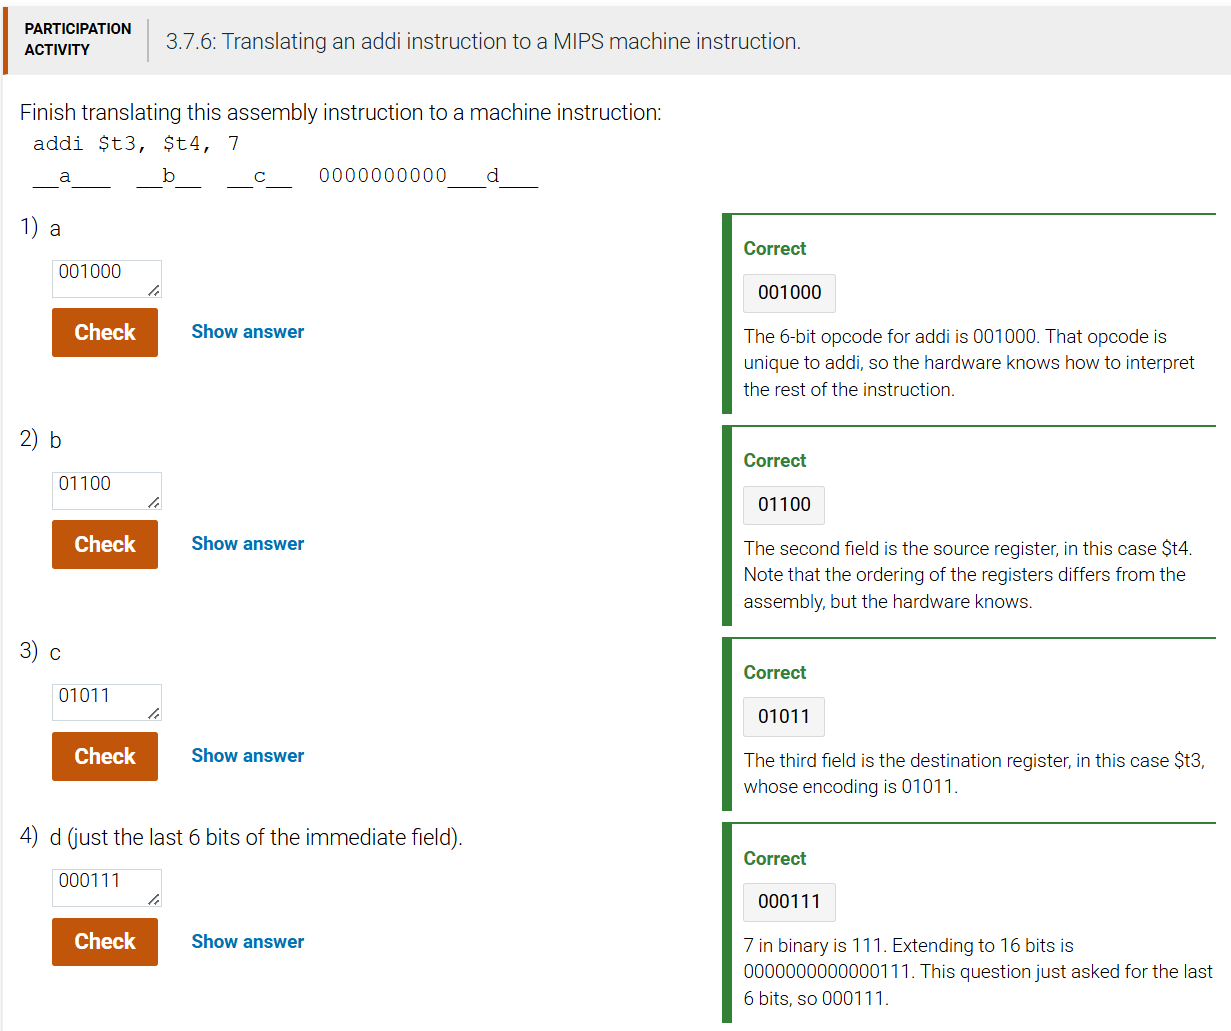 PARTICIPATION
ACTIVITY
3.7.6: Translating an addi instruction to a MIPS machine instruction.
Finish translating this assembly instruction to a machine instruction:
addi $t3, $t4, 7
__a___ __b__ __c__ 0000000000___d___
1) a
001000
Check Show answer
Correct
001000
The 6-bit opcode for addi is 001000. That opcode is
unique to addi, so the hardware knows how to interpret
the rest of the instruction.
2) b
01100
Check Show answer
Correct
01100
The second field is the source register, in this case $t4.
Note that the ordering of the registers differs from the
assembly, but the hardware knows.
3) c
01011
Check Show answer
Correct
01011
The third field is the destination register, in this case $t3,
whose encoding is 01011.
4) d (just the last 6 bits of the immediate field).
000111
Check Show answer
Correct
000111
7 in binary is 111. Extending to 16 bits is
0000000000000111. This question just asked for the last
6 bits, so 000111.